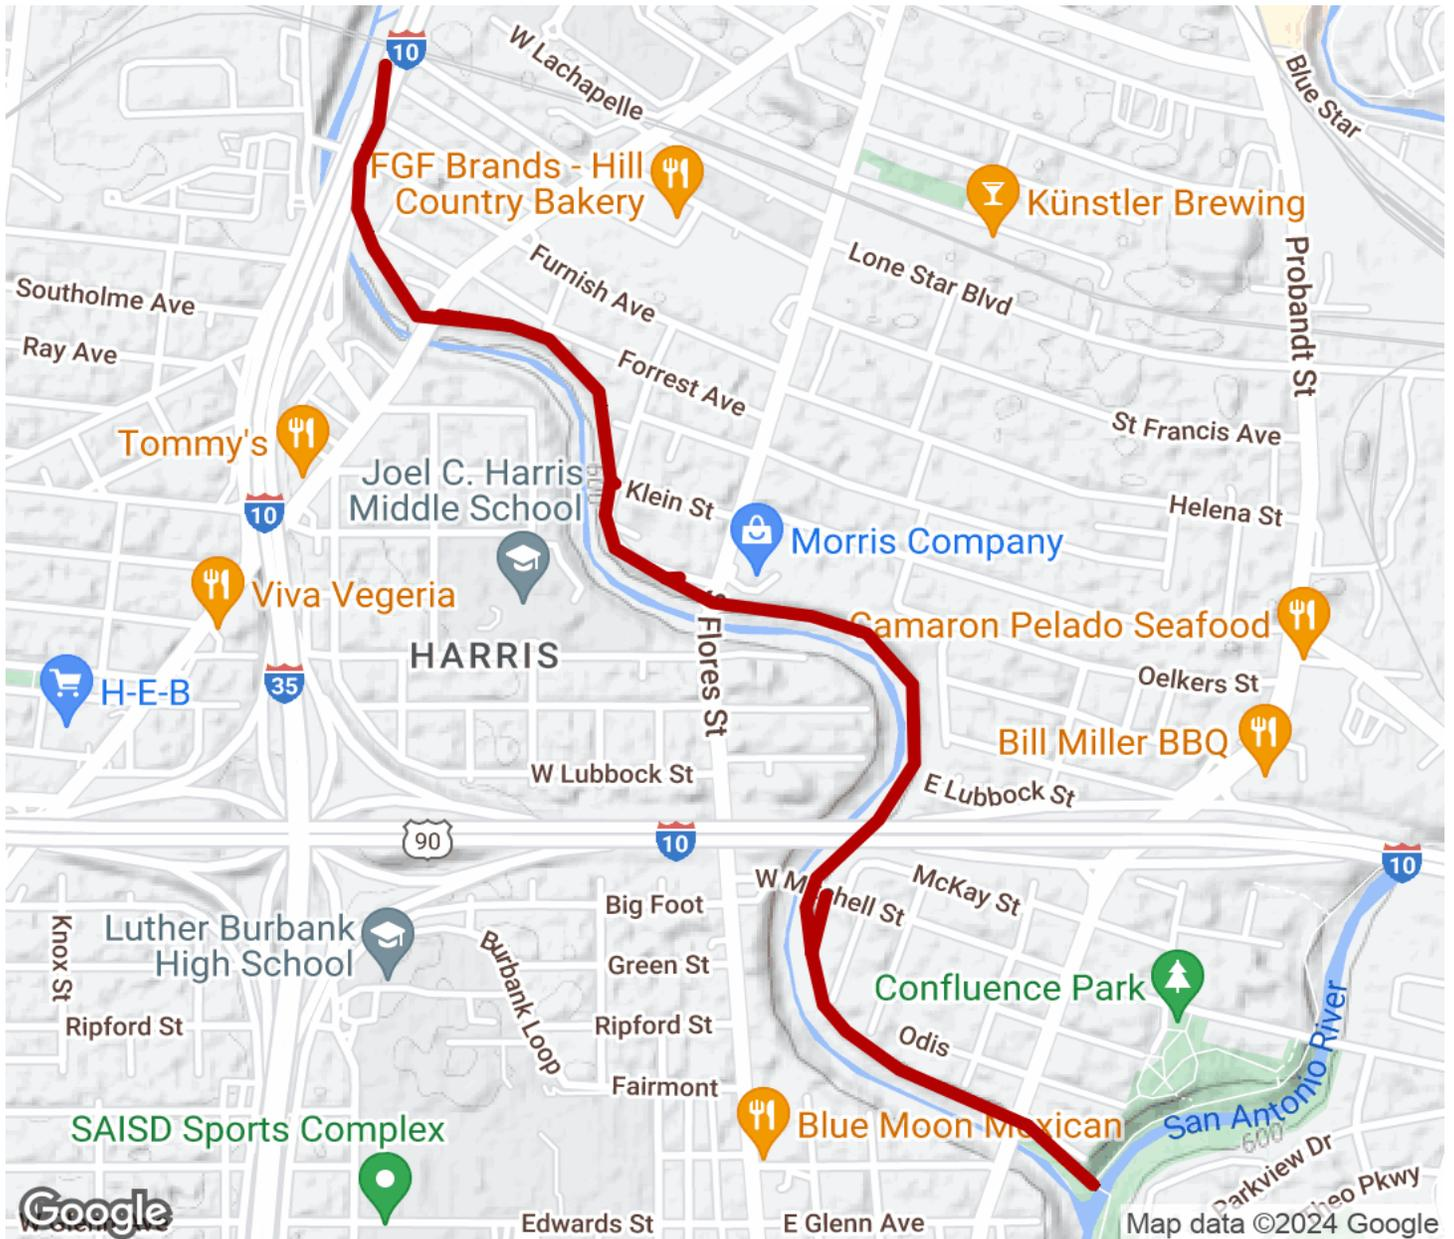 10
W Lachapelle
Blue Star
FGF Brands - Hill
Country Bakery
Künstler Brewing
Furnish Ave
Lone Star Blvd
Probandt St
Southolme Ave
Ray Ave
Forrest Ave
St Francis Ave
Tommy's
Joel C. Harris
Middle School
Klein St
Helena St
10
Morris Company
Viva Vegeria
Camaron Pelado Seafood
HARRIS
Flores St
Oelkers St
H-E-B
35
Bill Miller BBQ
W Lubbock St
E Lubbock St
90
10
10
McKay St
Big Foot
Knox St
Luther Burbank
High School
Burbank Loop
Green St
Confluence Park
Ripford St
Ripford St
Odis
San Antonio River
Fairmont
600
SAISD Sports Complex
Blue Moon Mexican
Parkview Dr
Theo Pkwy
Google
Edwards St
E Glenn Ave
Map data ©2024 Google